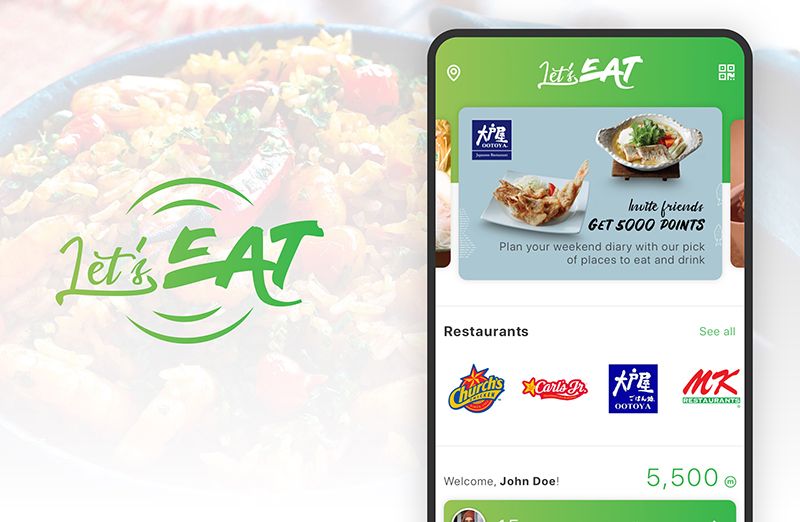 Let's EAT
Let's EAT
大戸屋
OOTOYA
Japanese Restaurant
Invite friends
GET 5000 POINTS
Plan your weekend diary with our pick
of places to eat and drink
Restaurants
See all
Church's
CHICKEN
Carl's Jr.
大戸屋
ごはん処
OOTOYA
MK
RESTAURANTS
Welcome, John Doe!
5,500 m